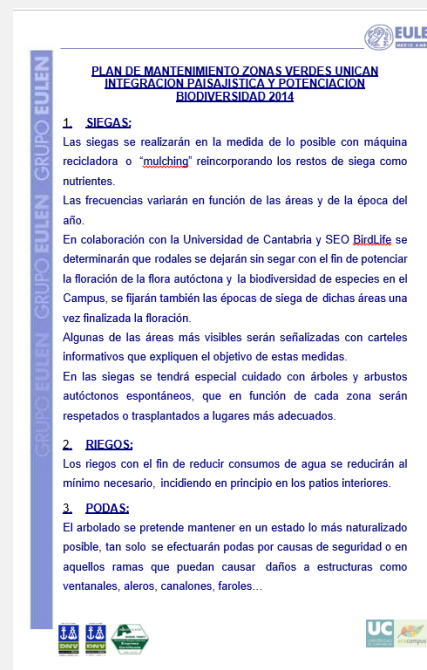 EULE
GRUPO EULEN GRUPO EULEN GRUPO EULEN GRUPO EULEN
PLAN DE MANTENIMIENTO ZONAS VERDES UNICAN
INTEGRACION PAISAJISTICA Y POTENCIACION
BIODIVERSIDAD 2014
1. SIEGAS:
Las siegas se realizarán en la medida de lo posible con máquina
recicladora o “mulching” reincorporando los restos de siega como
nutrientes.
Las frecuencias variarán en función de las áreas y de la época del
año.
En colaboración con la Universidad de Cantabria y SEO BirdLife se
determinarán que rodales se dejarán sin segar con el fin de potenciar
la floración de la flora autóctona y la biodiversidad de especies en el
Campus, se fijarán también las épocas de siega de dichas áreas una
vez finalizada la floración.
Algunas de las áreas más visibles serán señalizados con carteles
informativos que expliquen el objetivo de estas medidas.
En las siegas se tendrá especial cuidado con árboles y arbustos
autóctonos espontáneos, que en función de cada zona serán
respetados o trasplantados a lugares más adecuados.
2. RIEGOS:
Los riegos con el fin de reducir consumos de agua se reducirán al
mínimo necesario, incidiendo en principio en los patios interiores.
3. PODAS:
El arbolado se pretende mantener en un estado lo más naturalizado
posible, tan solo se efectuarán podas por causas de seguridad o en
aquellos ramas que puedan causar daños a estructuras como
ventanales, aleros, canalones, faroles…
DNV DNV
UC